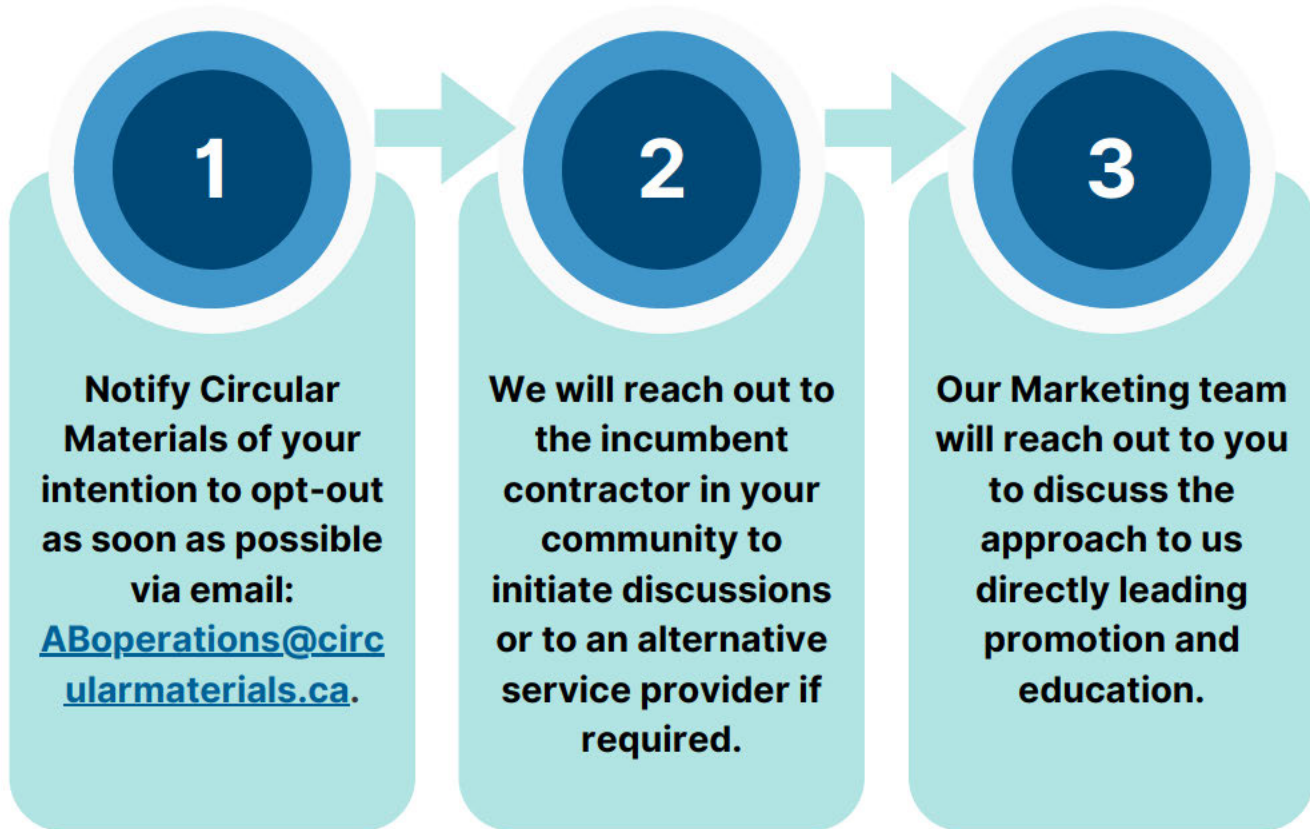 1
Notify Circular
Materials of your
intention to opt-out
as soon as possible
via email:
ABoperations@circ
ularmaterials.ca.
2
We will reach out to
the incumbent
contractor in your
community to
initiate discussions
or to an alternative
service provider if
required.
3
Our Marketing team
will reach out to you
to discuss the
approach to us
directly leading
promotion and
education.